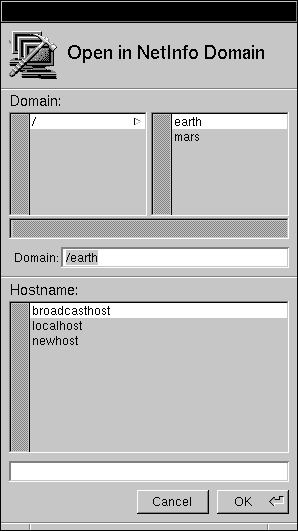 Open in NetInfo Domain
Domain:
/
earth
mars
Domain: /earth
Hostname:
broadcasthost
localhost
newhost
Cancel OK